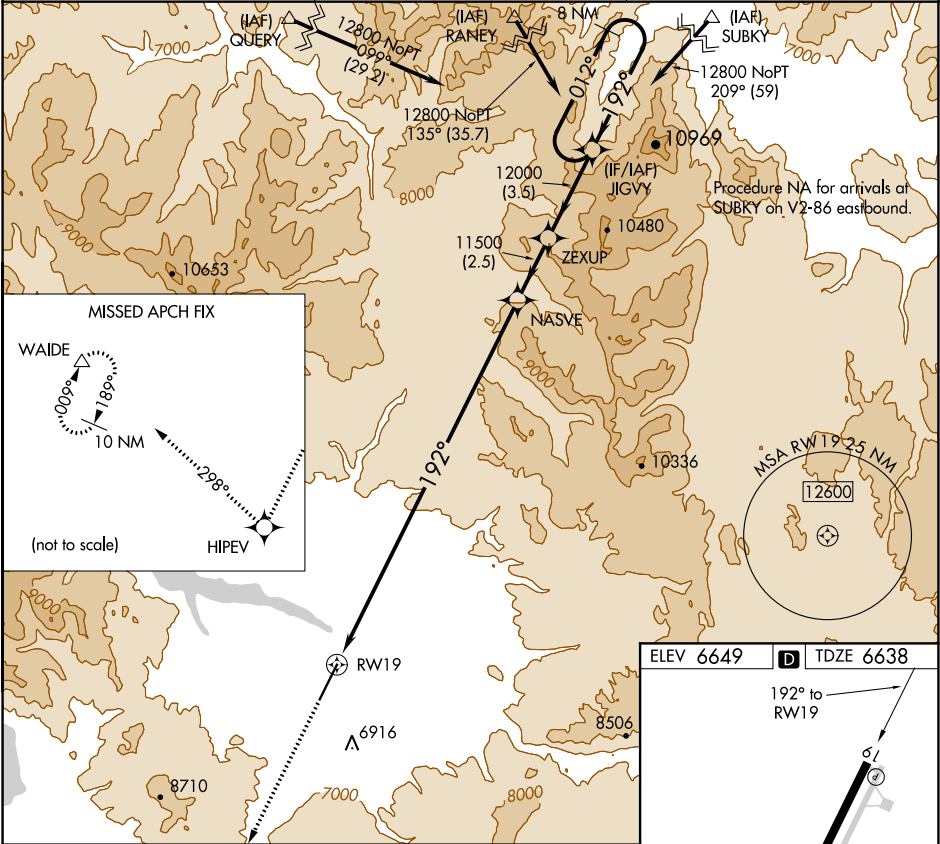 (IAF)
QUERY
12800 NoPT
099°
(29.2)
(IAF)
RANEY
8 NM
(IAF)
SUBKY
7000
7000
12800 NoPT
209° (59)
012°
192°
12800 NoPT
135° (35.7)
10969
(IF/IAF)
JIGVY
12000
(3.5)
8000
Procedure NA for arrivals at
SUBKY on V2-86 eastbound.
9000
11500
(2.5)
10480
ZEXUP
10653
NASVE
MISSED APCH FIX
WAIDE
009°
189°
10 NM
298°
HIPEV
(not to scale)
9000
192°
10336
MSA RW19 25 NM
12600
9000
RW19
6916
8506
8710
7000
8000
ELEV 6649
D
TDZE 6638
192° to
RW19
19
P